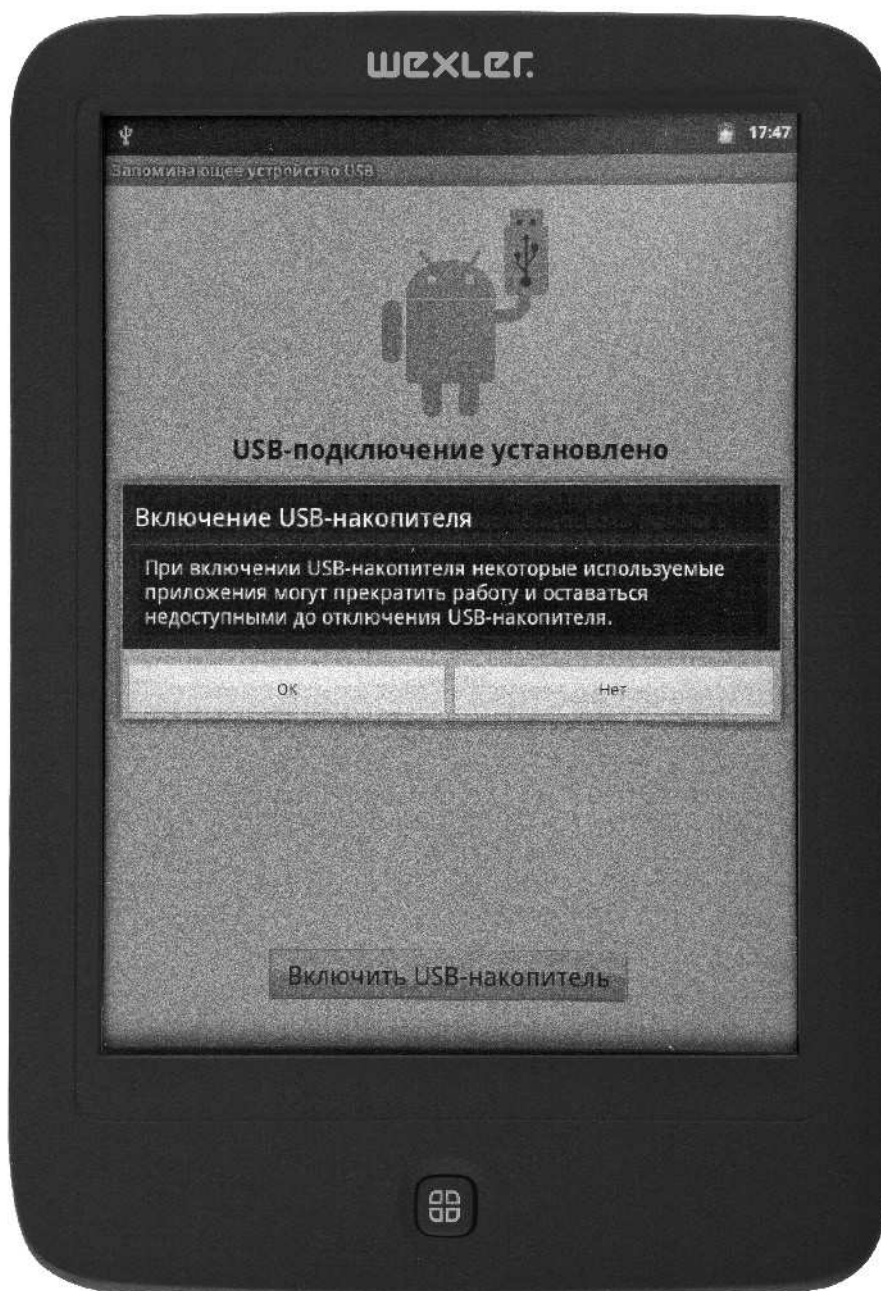 wexler.
17:47
Запоминающее устройство USB
USB-подключение установлено
Включение USB-накопителя
При включении USB-накопителя некоторые используемые
приложения могут прекратить работу и оставаться
недоступными до отключения USB-накопителя.
ОК
Нет
Включить USB-накопитель